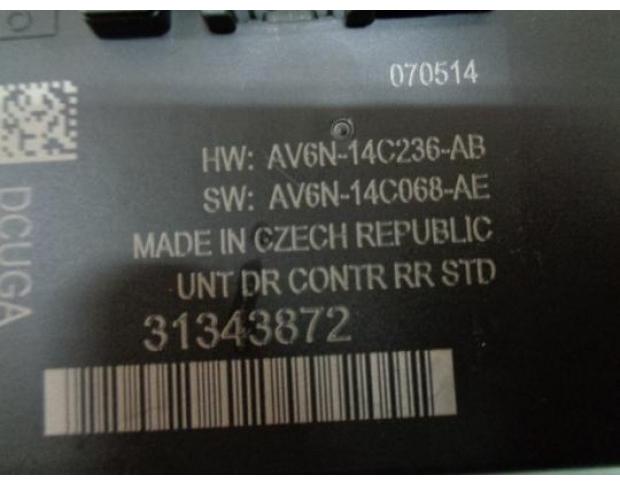 070514
HW: AV6N-14C236-AB
SW: AV6N-14C068-AE
MADE IN CZECH REPUBLIC
UNT DR CONTR RR STD
31343872
DCUGA